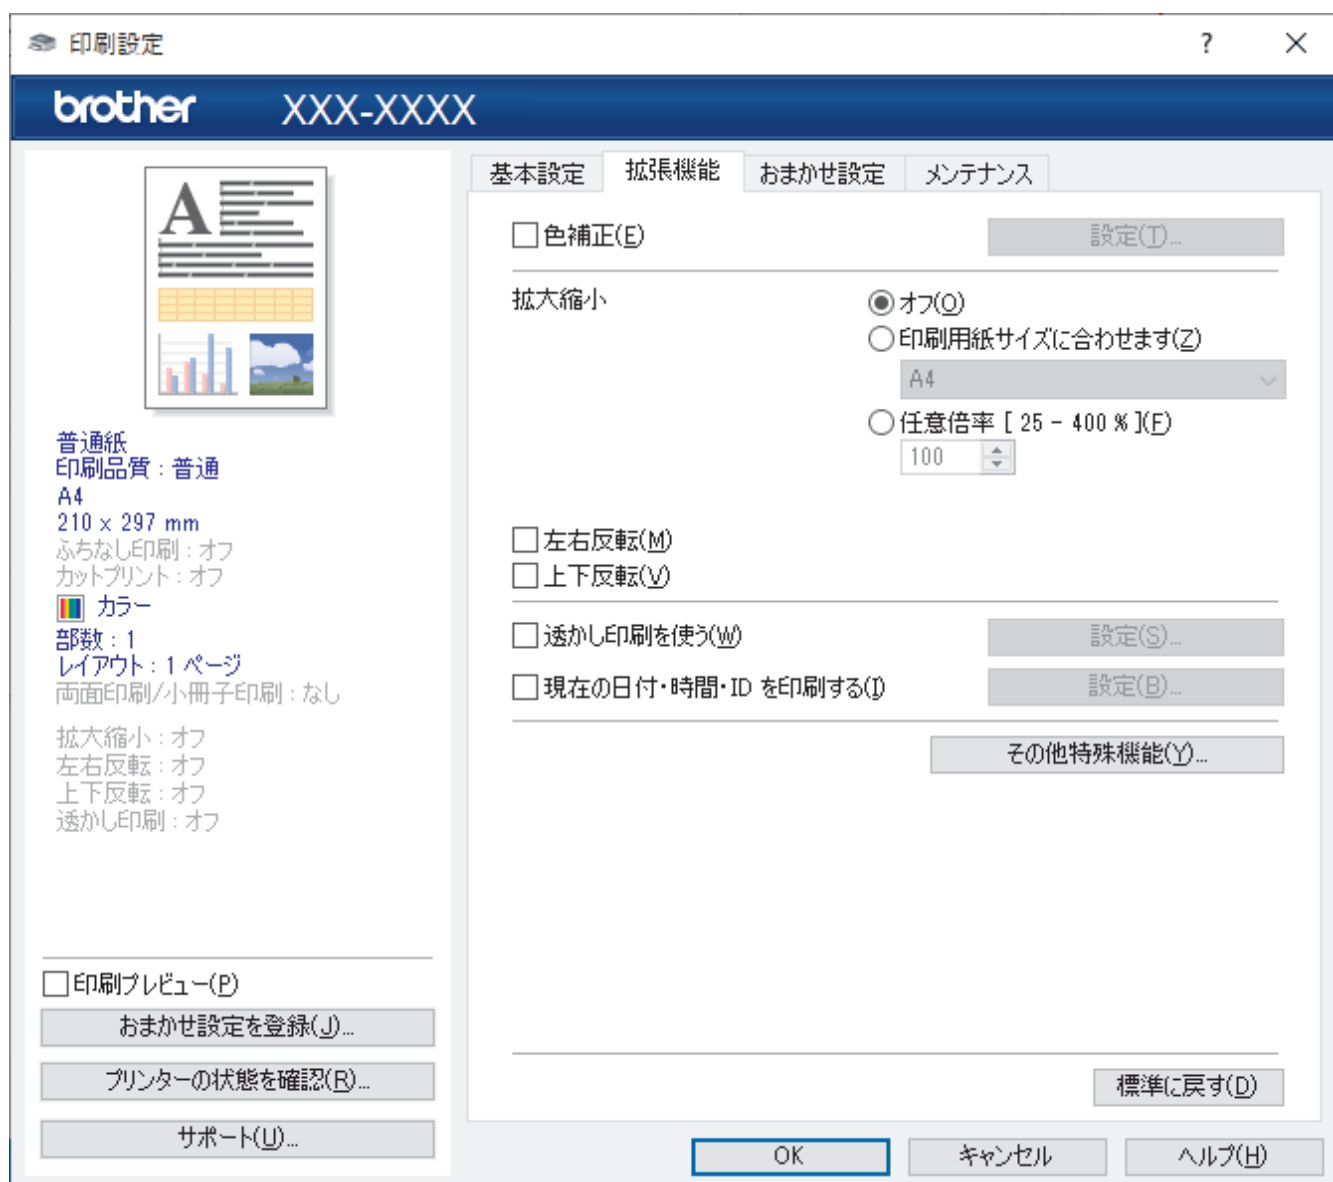 印刷設定
?
brother XXX-XXXX
A
普通紙
印刷品質 : 普通
A4
210 x 297 mm
ふちなし印刷 : オフ
カットプリント : オフ
カラー
部数 : 1
レイアウト : 1 ページ
両面印刷/小冊子印刷 : なし
拡大縮小 : オフ
左右反転 : オフ
上下反転 : オフ
透かし印刷 : オフ
印刷プレビュー(P)
おまかせ設定を登録(J)...
プリンターの状態を確認(R)...
サポート(U)...
基本設定 拡張機能 おまかせ設定 メンテナンス
色補正(E) 設定(T)...
拡大縮小 オフ(O)
印刷用紙サイズに合わせます(Z)
A4
任意倍率 [ 25 - 400 % ](F)
100
左右反転(M)
上下反転(V)
透かし印刷を使う(W) 設定(S)...
現在の日付・時間・ID を印刷する(I) 設定(B)...
その他特殊機能(Y)...
標準に戻す(D)
OK キャンセル ヘルプ(H)